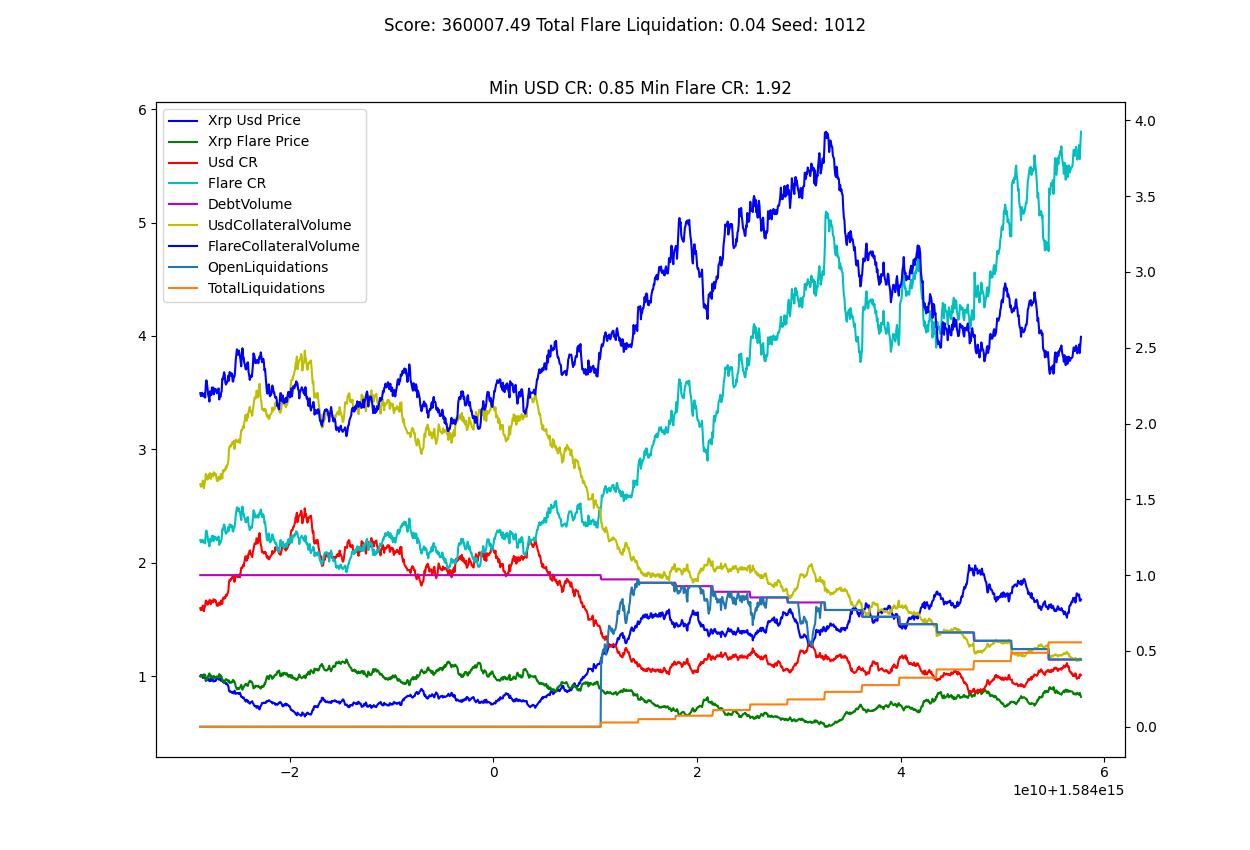 Score: 360007.49 Total Flare Liquidation: 0.04 Seed: 1012
Min USD CR: 0.85 Min Flare CR: 1.92
Xrp Usd Price
Xrp Flare Price
Usd CR
Flare CR
DebtVolume
UsdCollateralVolume
FlareCollateralVolume
OpenLiquidations
TotalLiquidations
6
5
4
3
2
1
4.0
3.5
3.0
2.5
2.0
1.5
1.0
0.5
0.0
−2
0
2
4
6
1e10+1.584e15